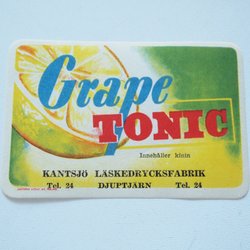 Grape
TONIC
Innehåller kinin
KANTSJÖ LÄSKEDRYCKSFABRIK
Tel. 24 DJUPTJÄRN Tel. 24